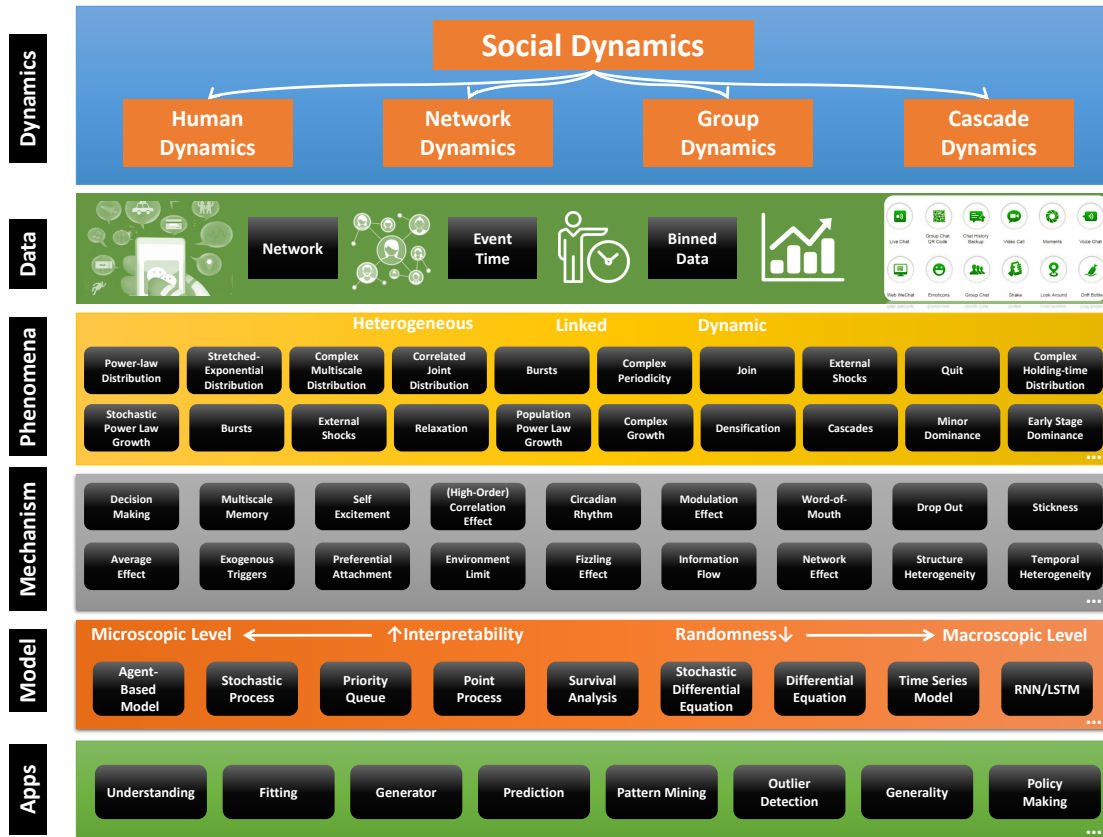 Dynamics
Social Dynamics
Human
Dynamics
Network
Dynamics
Group
Dynamics
Cascade
Dynamics
Data
Network
Event
Time
Binned
Data
Live Chat
Group Chat
QR Code
Chat History
Backup
Video Call
Moments
Voice Chat
Web WeChat
Emoticons
Group Chat
Shake
Look Around
Drift Bottle
Phenomena
Heterogeneous
Linked
Dynamic
Power-law
Distribution
Stretched-
Exponential
Distribution
Complex
Multiscale
Distribution
Correlated
Joint
Distribution
Bursts
Complex
Periodicity
Join
External
Shocks
Quit
Complex
Holding-time
Distribution
Stochastic
Power Law
Growth
Bursts
External
Shocks
Relaxation
Population
Power Law
Growth
Complex
Growth
Densification
Cascades
Minor
Dominance
Early Stage
Dominance
...
Mechanism
Decision
Making
Multiscale
Memory
Self
Excitement
(High-Order)
Correlation
Effect
Circadian
Rhythm
Modulation
Effect
Word-of-
Mouth
Drop Out
Stickness
Average
Effect
Exogenous
Triggers
Preferential
Attachment
Environment
Limit
Fizzling
Effect
Information
Flow
Network
Effect
Structure
Heterogeneity
Temporal
Heterogeneity
...
Model
Microscopic Level
↑Interpretability
Randomness↓
Macroscopic Level
Agent-
Based
Model
Stochastic
Process
Priority
Queue
Point
Process
Survival
Analysis
Stochastic
Differential
Equation
Differential
Equation
Time Series
Model
RNN/LSTM
...
Apps
Understanding
Fitting
Generator
Prediction
Pattern Mining
Outlier
Detection
Generality
Policy
Making
...